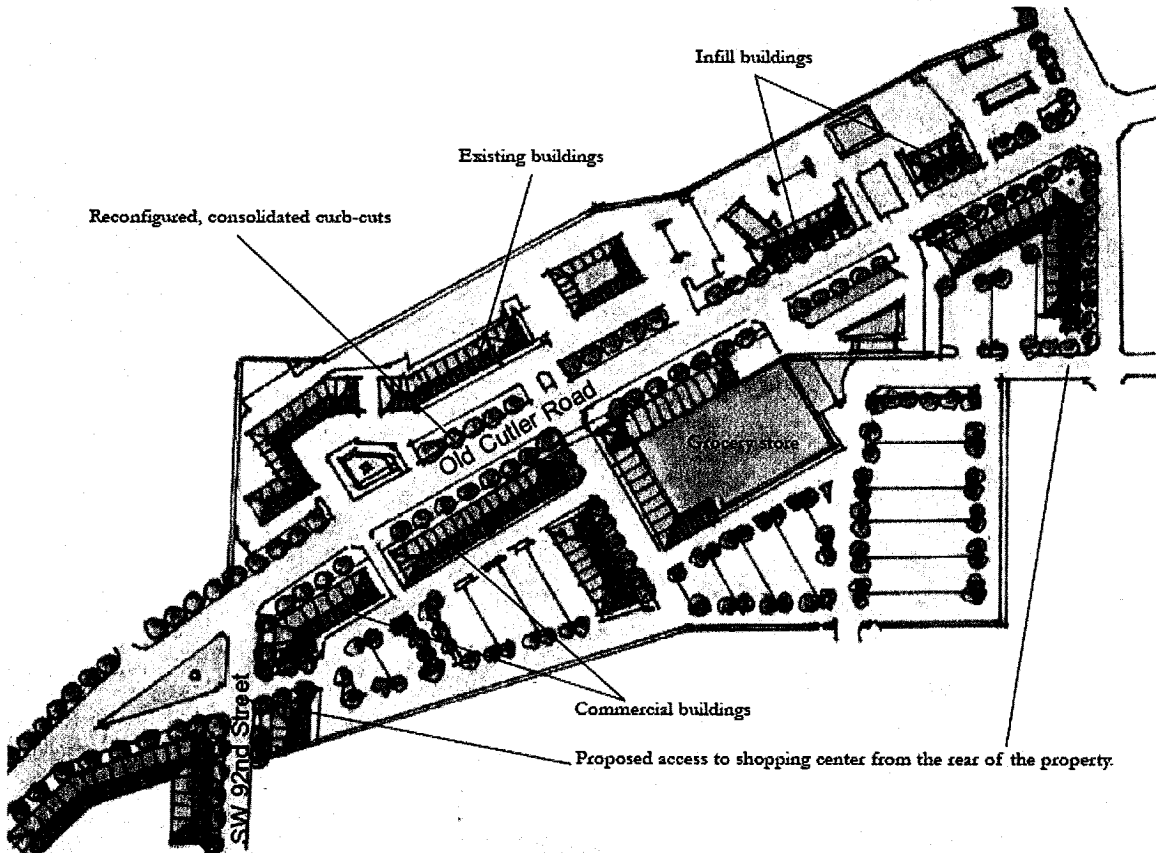 Infill buildings
Existing buildings
Reconfigured, consolidated curb-cuts
Old Cutler Road
Grocery store
Commercial buildings
Proposed access to shopping center from the rear of the property.
SW 92nd Street